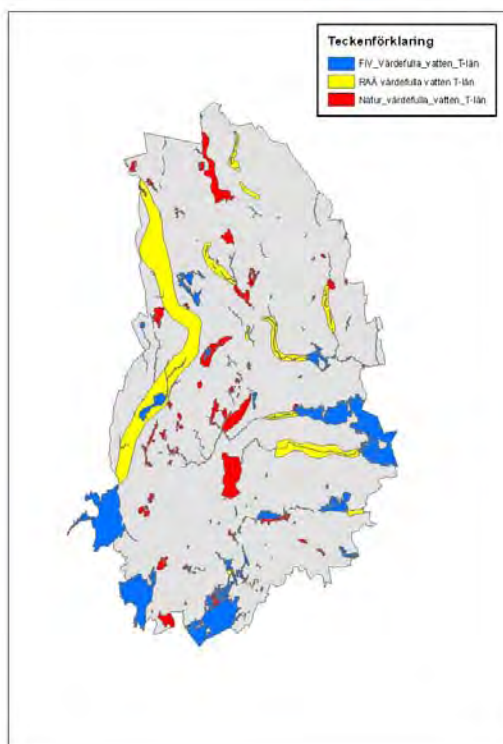 Teckenförklaring
FiV_Värdefulla_vatten_T-län
RAÄ värdefulla vatten T-län
Natur_värdefulla_vatten_T-län